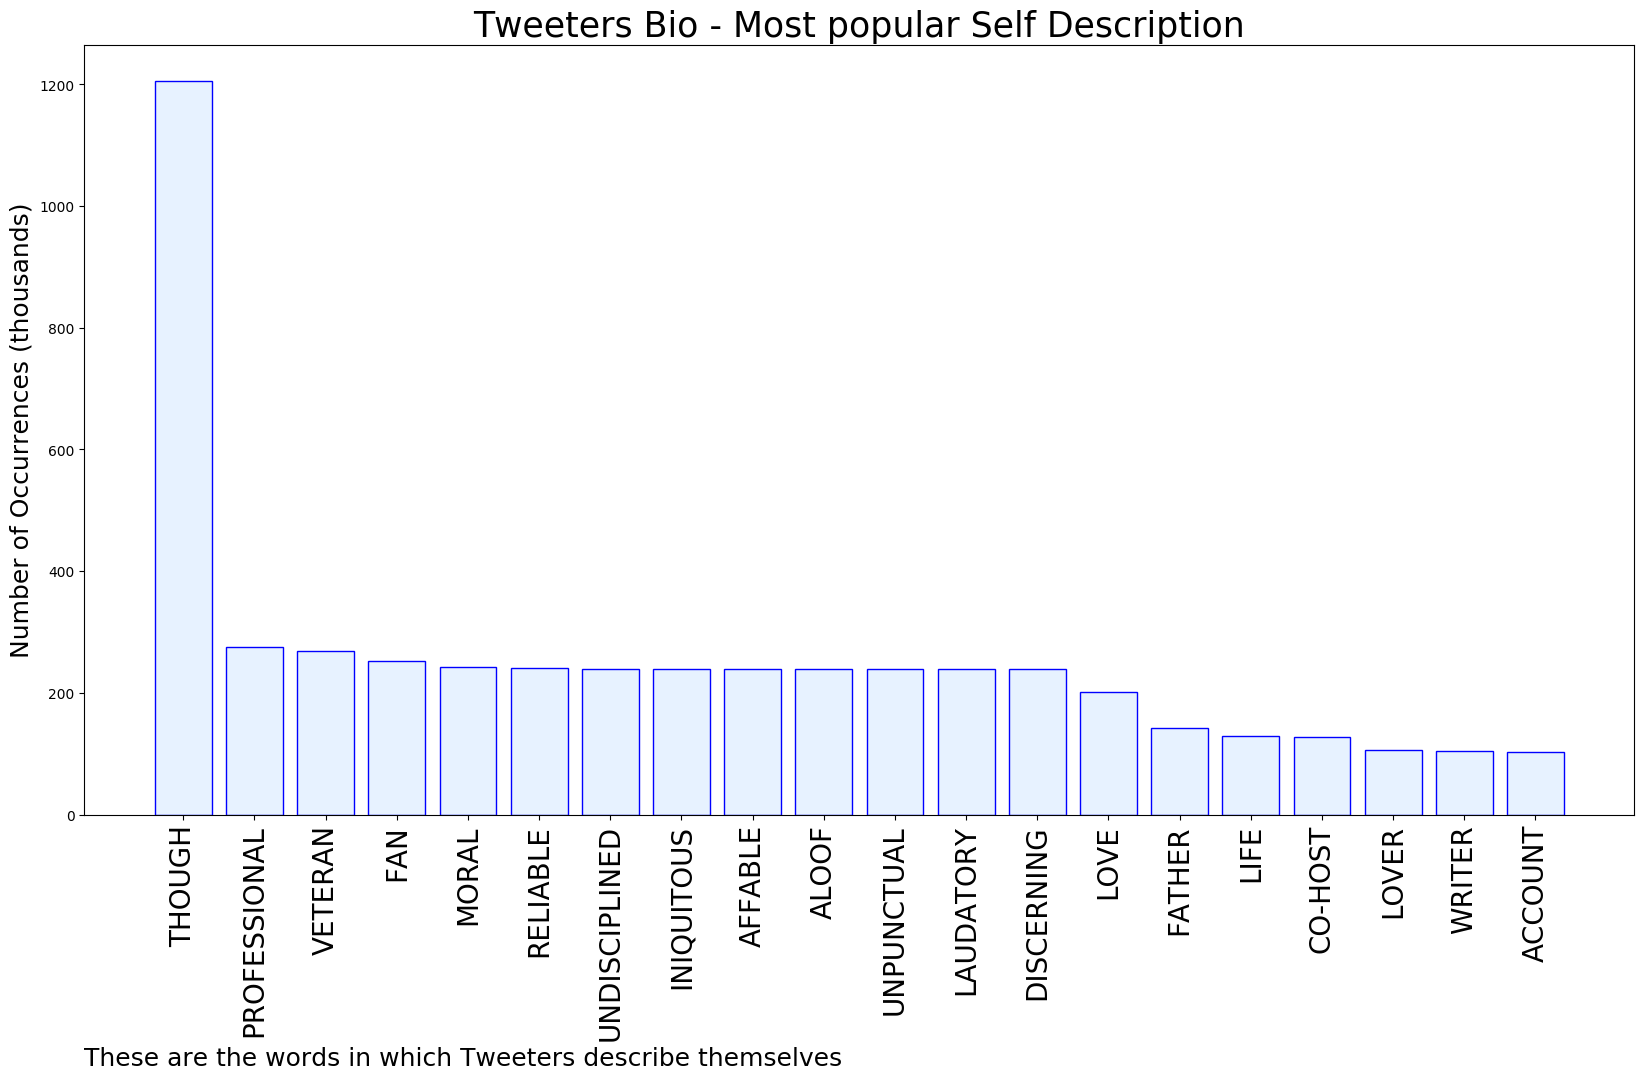 Tweeters Bio - Most popular Self Description
Number of Occurrences (thousands)
1200
1000
800
600
400
200
0
THOUGH
PROFESSIONAL
VETERAN
FAN
MORAL
RELIABLE
UNDISCIPLINED
INIQUITOUS
AFFABLE
ALOOF
UNPUNCTUAL
LAUDATORY
DISCERNING
LOVE
FATHER
LIFE
CO-HOST
LOVER
WRITER
ACCOUNT
These are the words in which Tweeters describe themselves